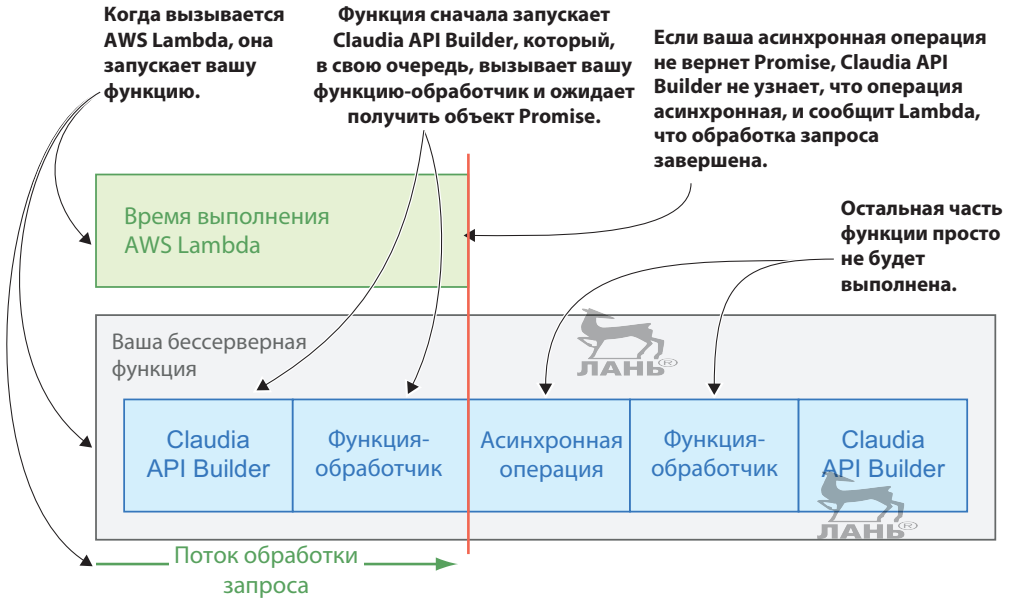 Когда вызывается
AWS Lambda, она
запускает вашу
функцию.
Функция сначала запускает
Claudia API Builder, который,
в свою очередь, вызывает вашу
функцию-обработчик и ожидает
получить объект Promise.
Если ваша асинхронная операция
не вернет Promise, Claudia API
Builder не узнает, что операция
асинхронная, и сообщит Lambda,
что обработка запроса
завершена.
Остальная часть
функции просто
не будет
выполнена.
Время выполнения
AWS Lambda
Ваша бессерверная
функция
ЛАНЬ®
Claudia
API Builder
Функция-
обработчик
Асинхронная
операция
Функция-
обработчик
Claudia
API Builder
ЛАНЬ®
Поток обработки
запроса